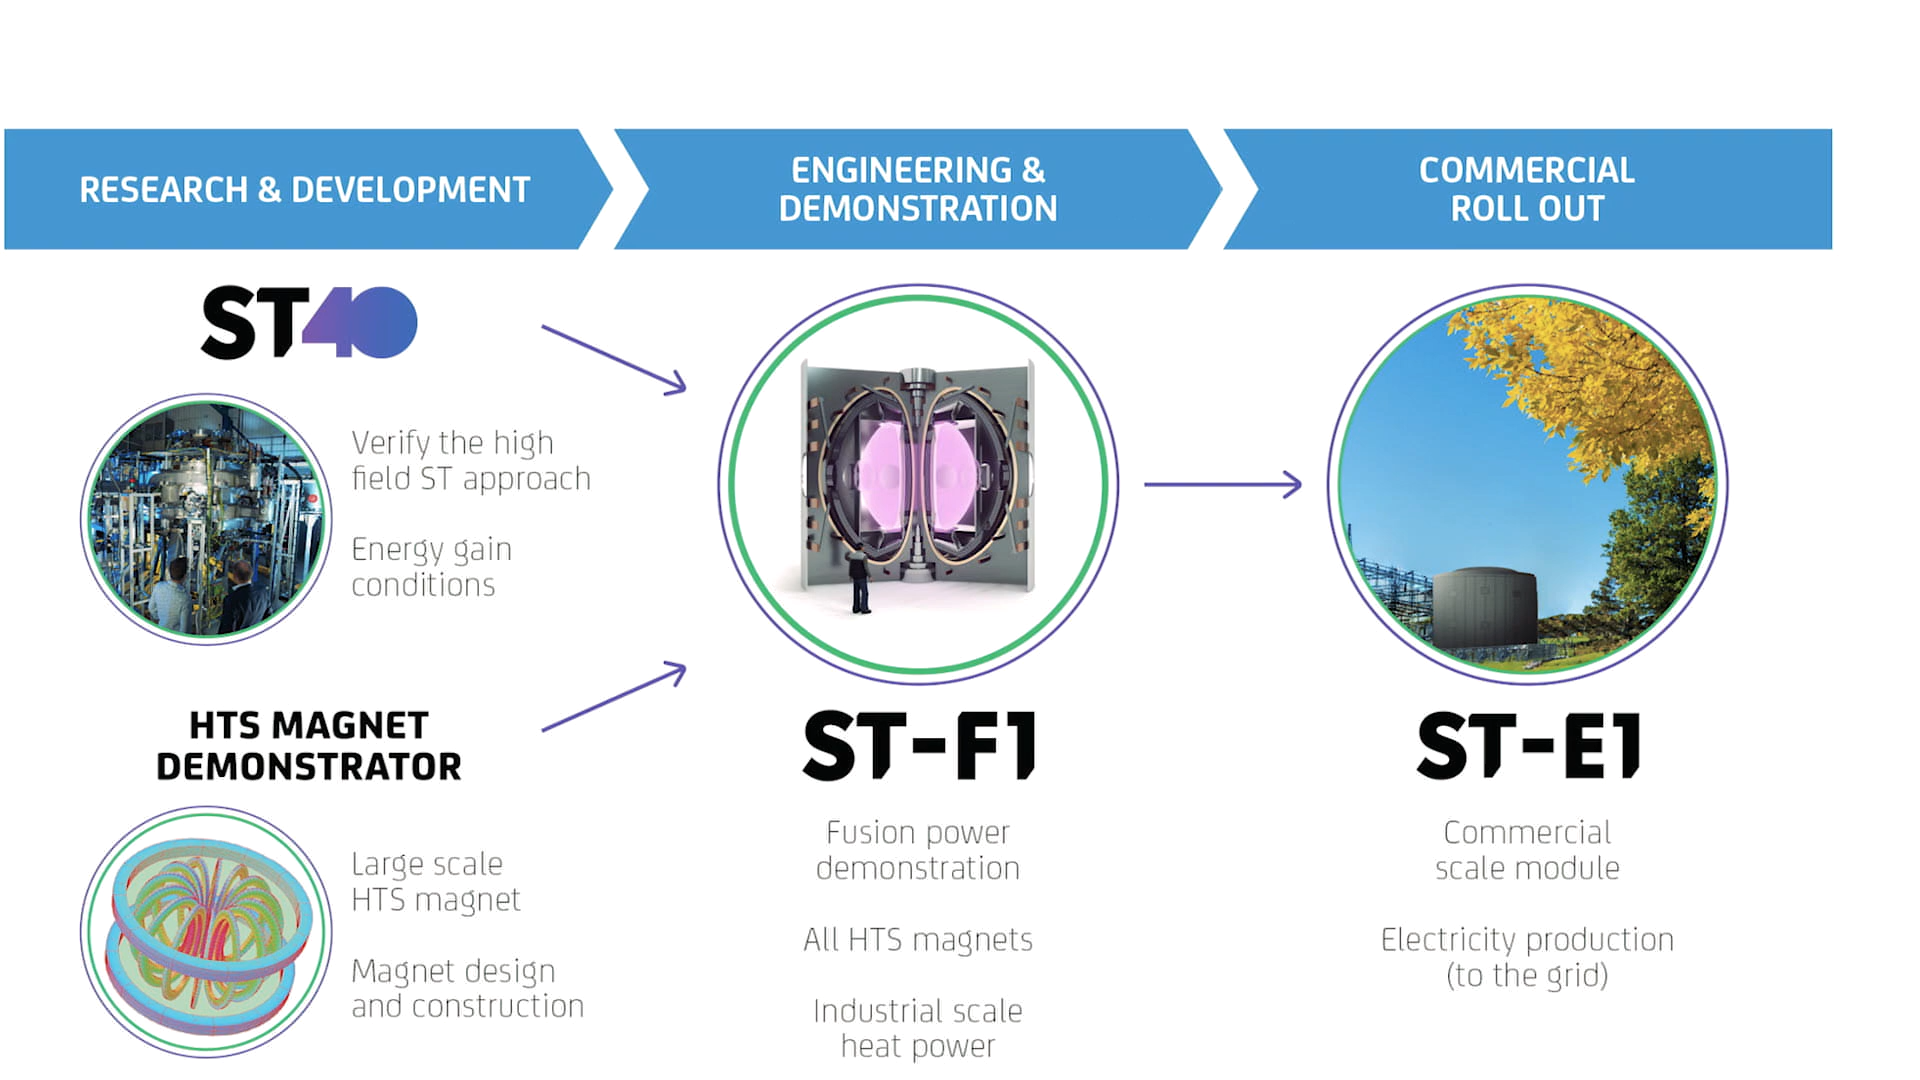 RESEARCH & DEVELOPMENT
ENGINEERING &
DEMONSTRATION
COMMERCIAL
ROLL OUT
ST40
Verify the high
field ST approach
Energy gain
conditions
HTS MAGNET
DEMONSTRATOR
Large scale
HTS magnet
Magnet design
and construction
ST-F1
Fusion power
demonstration
All HTS magnets
Industrial scale
heat power
ST-E1
Commercial
scale module
Electricity production
(to the grid)